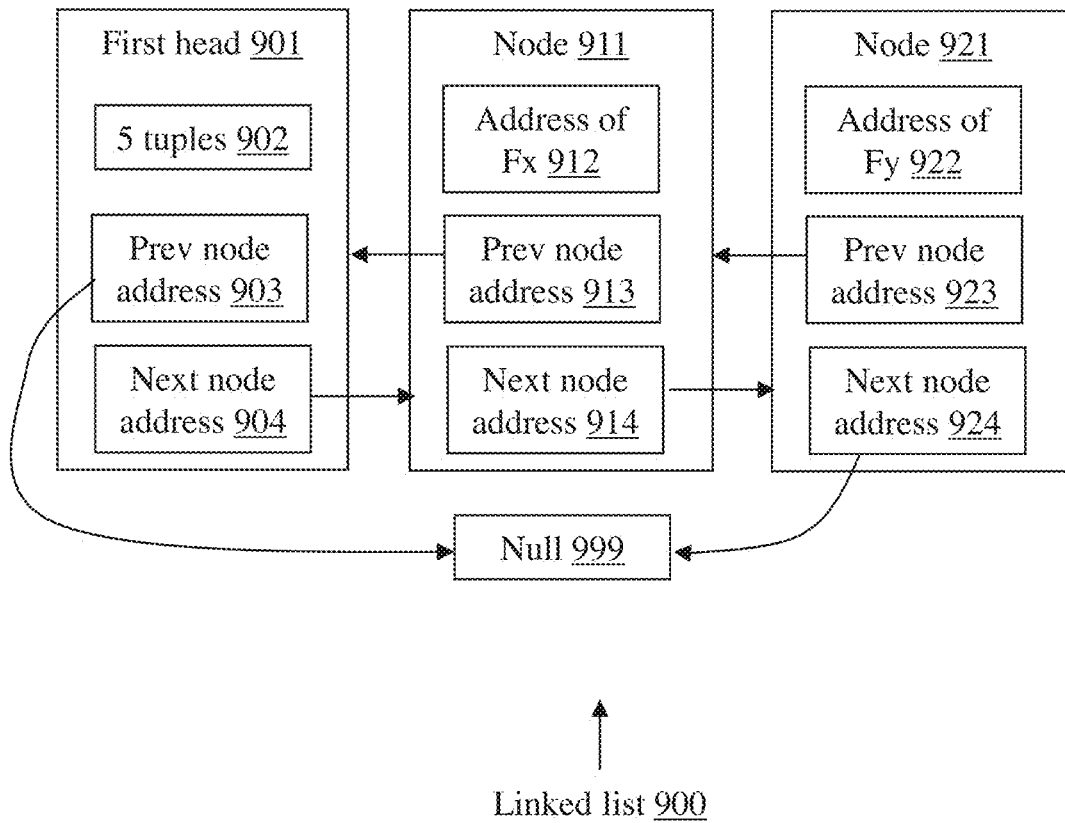 First head 901
5 tuples 902
Prev node
address 903
Next node
address 904
Node 911
Address of
Fx 912
Prev node
address 913
Next node
address 914
Node 921
Address of
Fy 922
Prev node
address 923
Next node
address 924
Null 999
Linked list 900